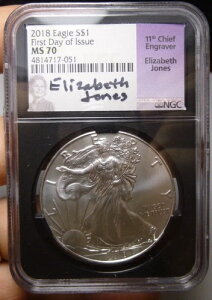 2018 Eagle S$1
First Day of Issue
MS 70
4814717-051
Elizabeth
Jones
11th Chief
Engraver
Elizabeth
Jones
NGC
LIBERTY